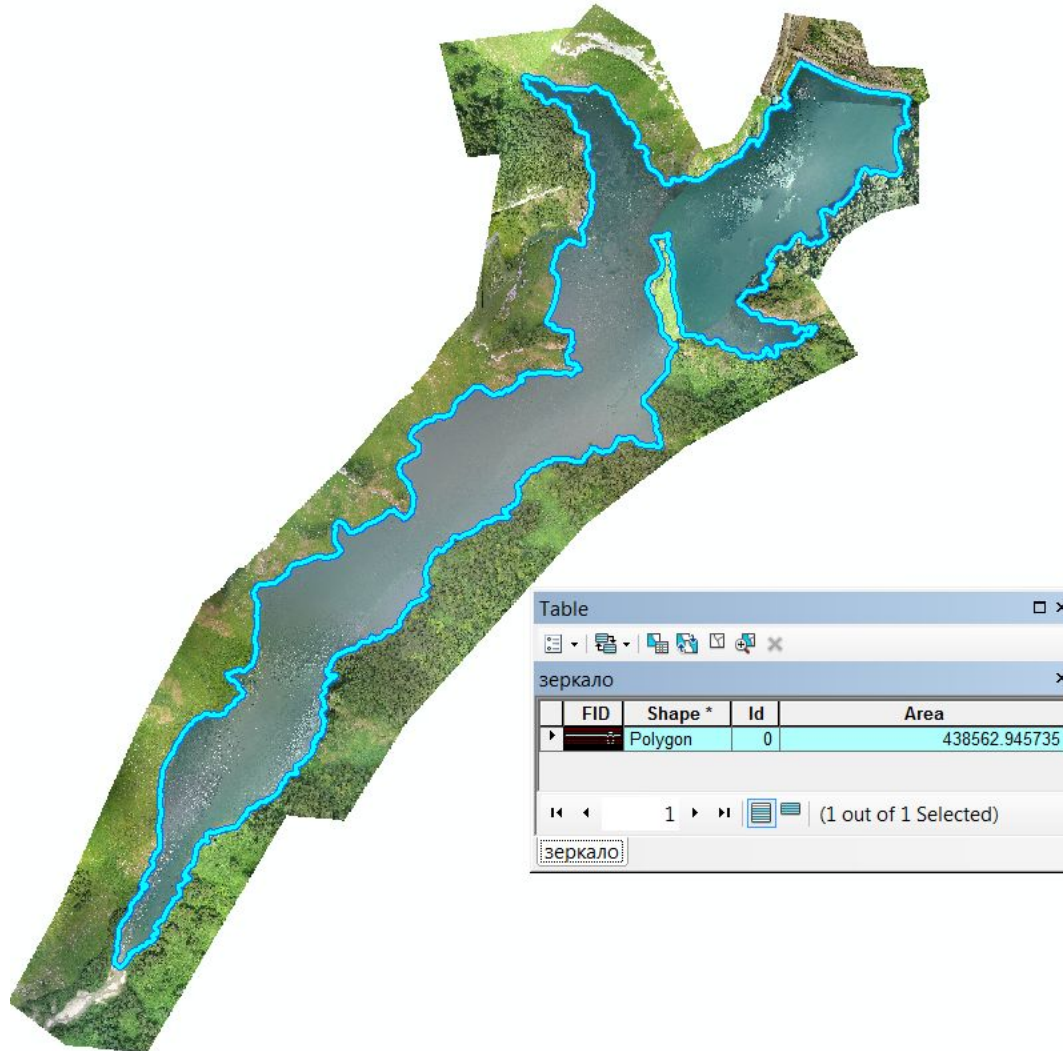 Table
зеркало
FID Shape * Id Area
Polygon 0 438562.945735
1 (1 out of 1 Selected)
зеркало